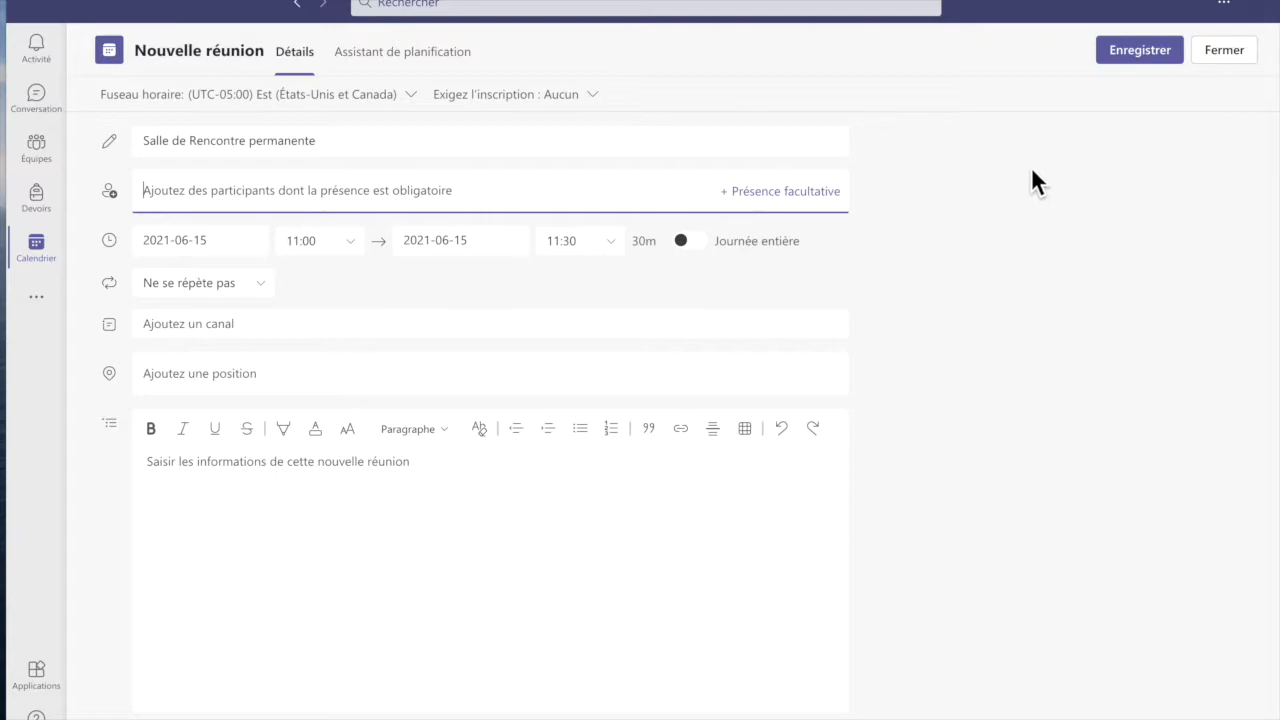 Rechercher
Activité
Conversation
Équipes
Devoirs
Calendrier
Applications
Nouvelle réunion
Détails
Assistant de planification
Enregistrer
Fermer
Fuseau horaire: (UTC-05:00) Est (États-Unis et Canada)
Exigez l'inscription : Aucun
Salle de Rencontre permanente
Ajoutez des participants dont la présence est obligatoire
+ Présence facultative
2021-06-15 11:00 → 2021-06-15 11:30 30m Journée entière
Ne se répète pas
Ajoutez un canal
Ajoutez une position
Paragraphe
Saisir les informations de cette nouvelle réunion